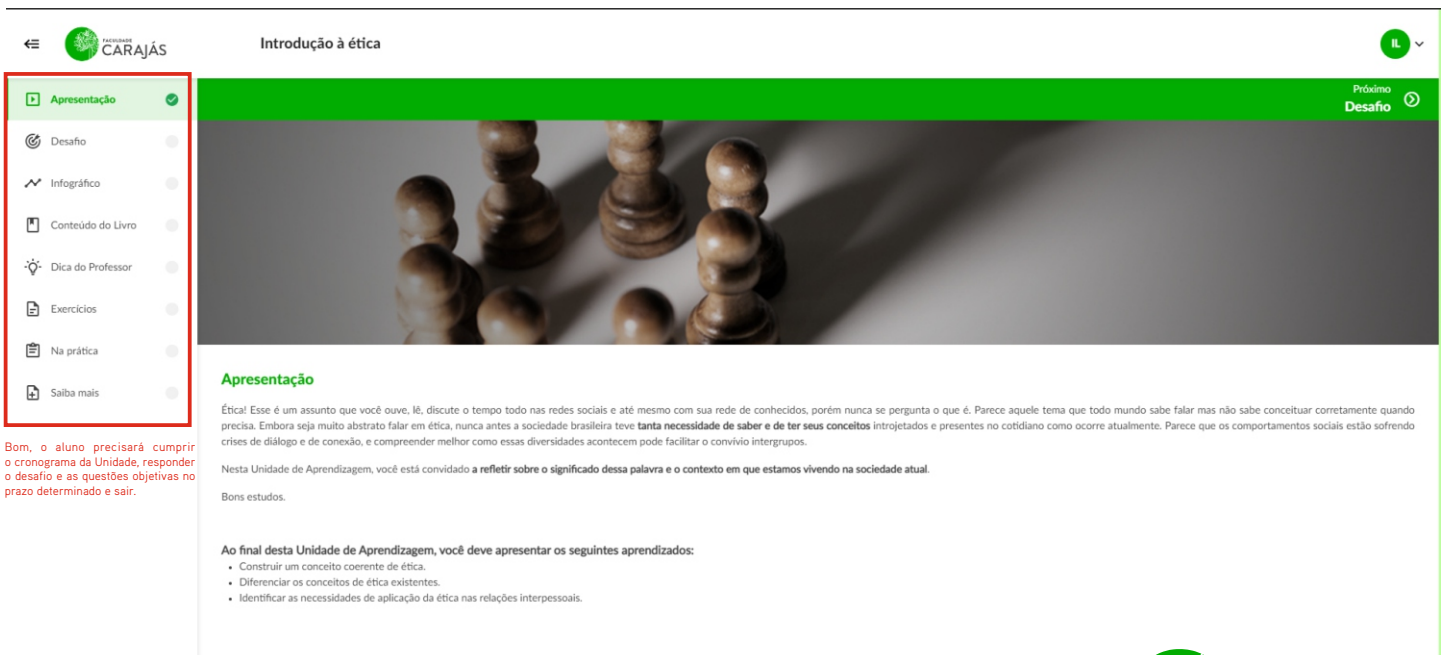 FACULDADE
CARAJÁS
Introdução à ética
IL
Apresentação
Desafio
Infográfico
Conteúdo do Livro
Dica do Professor
Exercícios
Na prática
Saiba mais
Bom, o aluno precisará cumprir
o cronograma da Unidade, responder
o desafio e as questões objetivas no
prazo determinado e sair.
Próximo
Desafio
Apresentação
Ética! Esse é um assunto que você ouve, lê, discute o tempo todo nas redes sociais e até mesmo com sua rede de conhecidos, porém nunca se pergunta o que é. Parece aquele tema que todo mundo sabe falar mas não sabe conceituar corretamente quando
precisa. Embora seja muito abstrato falar em ética, nunca antes a sociedade brasileira teve tanta necessidade de saber e de ter seus conceitos introjetados e presentes no cotidiano como ocorre atualmente. Parece que os comportamentos sociais estão sofrendo
crises de diálogo e de conexão, e compreender melhor como essas diversidades acontecem pode facilitar o convívio intergrupos.
Nesta Unidade de Aprendizagem, você está convidado a refletir sobre o significado dessa palavra e o contexto em que estamos vivendo na sociedade atual.
Bons estudos.
Ao final desta Unidade de Aprendizagem, você deve apresentar os seguintes aprendizados:
• Construir um conceito coerente de ética.
• Diferenciar os conceitos de ética existentes.
• Identificar as necessidades de aplicação da ética nas relações interpessoais.